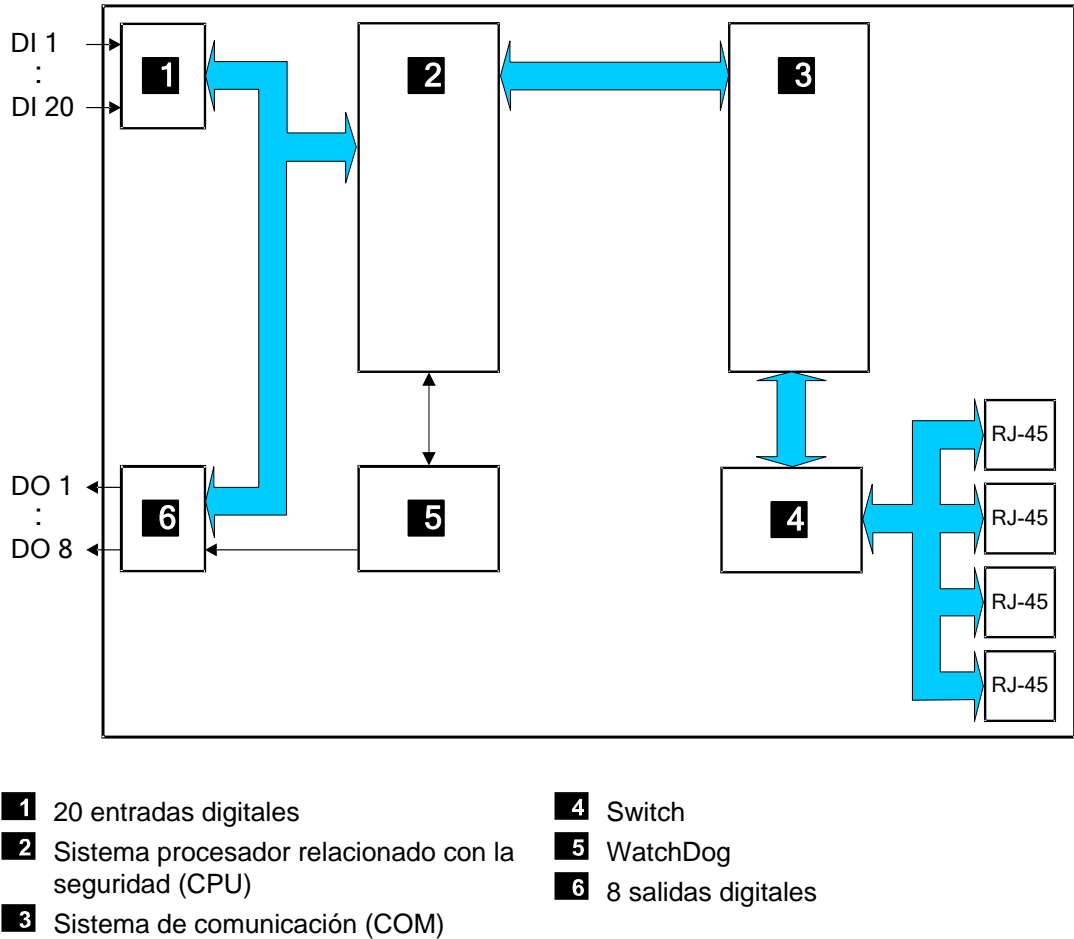 DI 1
:
DI 20
1
2
3
DO 1
:
DO 8
6
5
4
RJ-45
RJ-45
RJ-45
RJ-45
1 20 entradas digitales
2 Sistema procesador relacionado con la
seguridad (CPU)
3 Sistema de comunicación (COM)
4 Switch
5 WatchDog
6 8 salidas digitales